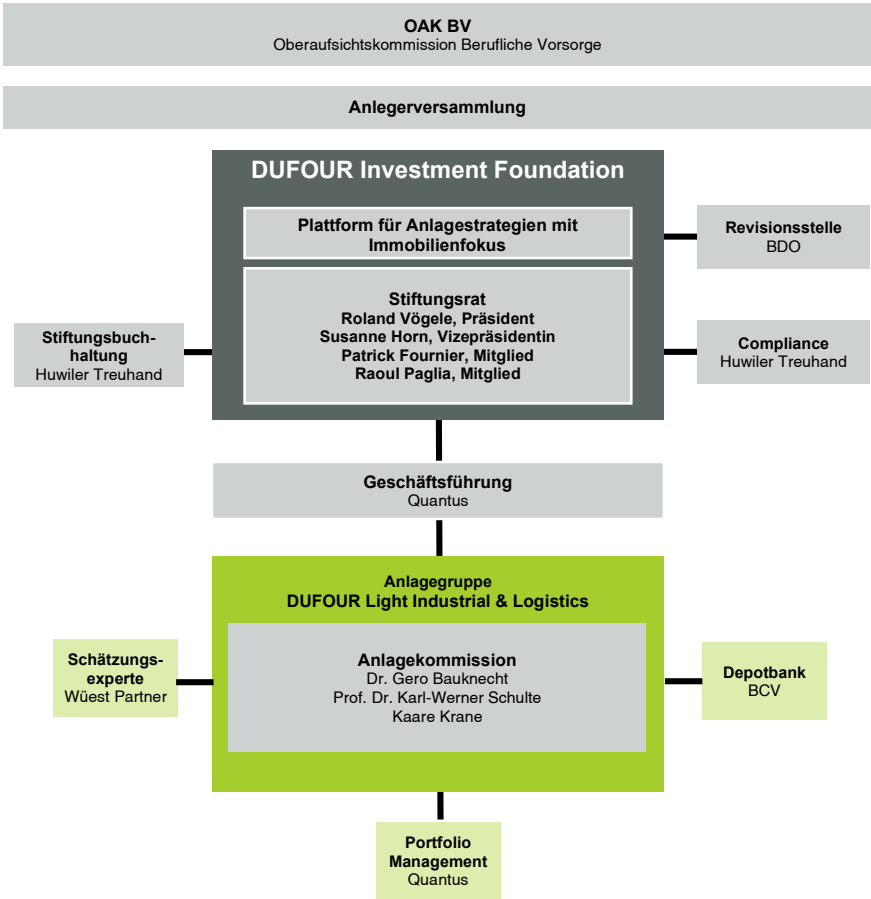 OAK BV
Oberaufsichtskommission Berufliche Vorsorge
Anlegerversammlung
DUFOUR Investment Foundation
Plattform für Anlagestrategien mit
Immobilienfokus
Revisionsstelle
BDO
Stiftungsrat
Roland Vögele, Präsident
Susanne Horn, Vizepräsidentin
Patrick Fournier, Mitglied
Raoul Paglia, Mitglied
Stiftungsbuch-
haltung
Huwiler Treuhand
Compliance
Huwiler Treuhand
Geschäftsführung
Quantus
Anlagegruppe
DUFOUR Light Industrial & Logistics
Schätzungs-
experte
Wüest Partner
Anlagekommission
Dr. Gero Bauknecht
Prof. Dr. Karl-Werner Schulte
Kaare Krane
Depotbank
BCV
Portfolio
Management
Quantus